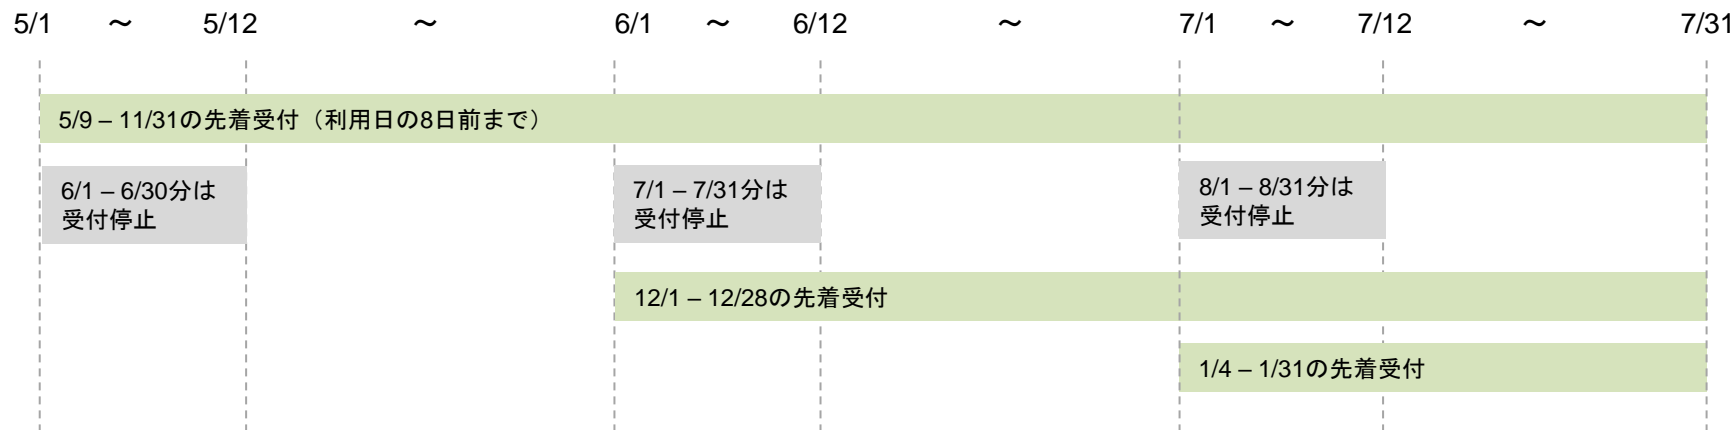 5/1 ～ 5/12 ～ 6/1 ～ 6/12 ～ 7/1 ～ 7/12 ～ 7/31
5/9 – 11/31の先着受付（利用日の8日前まで）
6/1 – 6/30分は
受付停止
7/1 – 7/31分は
受付停止
8/1 – 8/31分は
受付停止
12/1 – 12/28の先着受付
1/4 – 1/31の先着受付